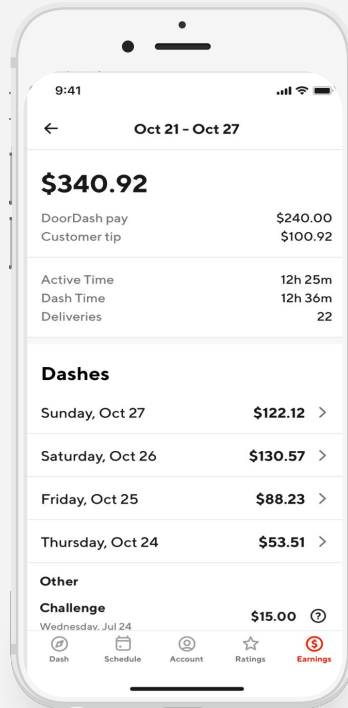 9:41
Oct 21 – Oct 27
$340.92
DoorDash pay $240.00
Customer tip $100.92
Active Time 12h 25m
Dash Time 12h 36m
Deliveries 22
Dashes
Sunday, Oct 27 $122.12
Saturday, Oct 26 $130.57
Friday, Oct 25 $88.23
Thursday, Oct 24 $53.51
Other
Challenge $15.00
Wednesday, Jul 24
Dash Schedule Account Ratings Earnings